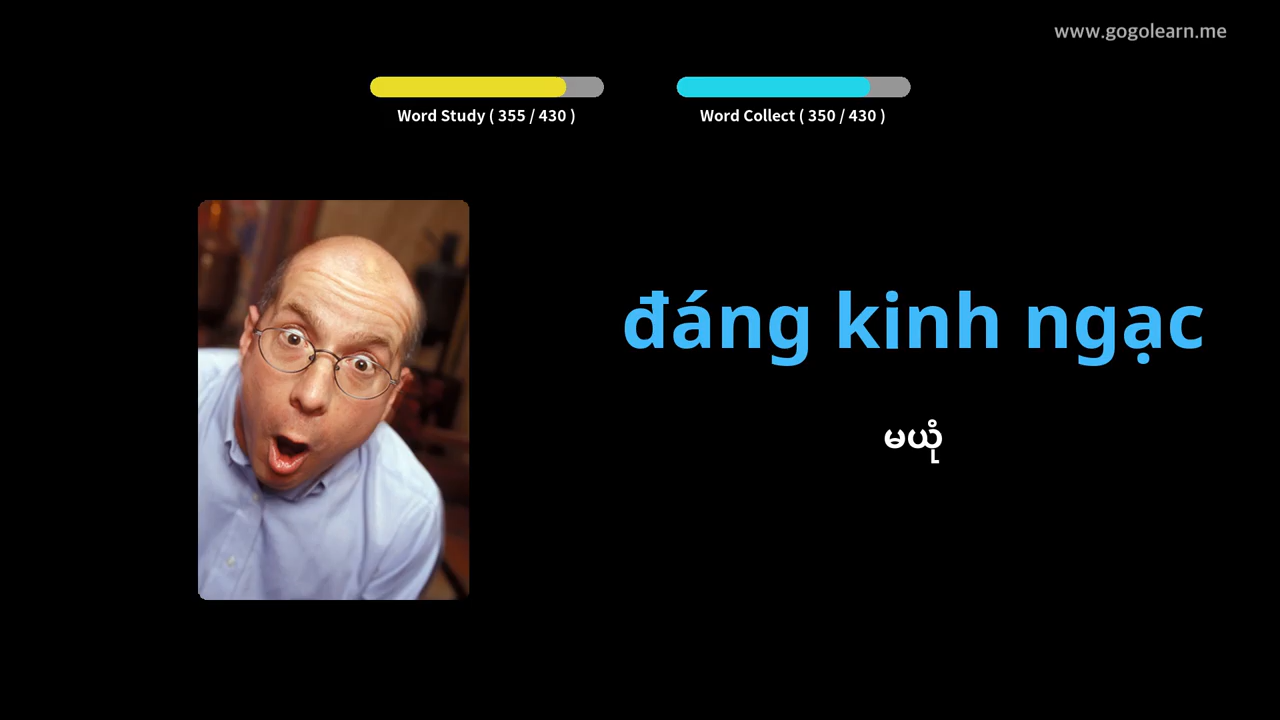 www.gogolearn.me
Word Study ( 355 / 430 )
Word Collect ( 350 / 430 )
đáng kinh ngạc
မယုံ